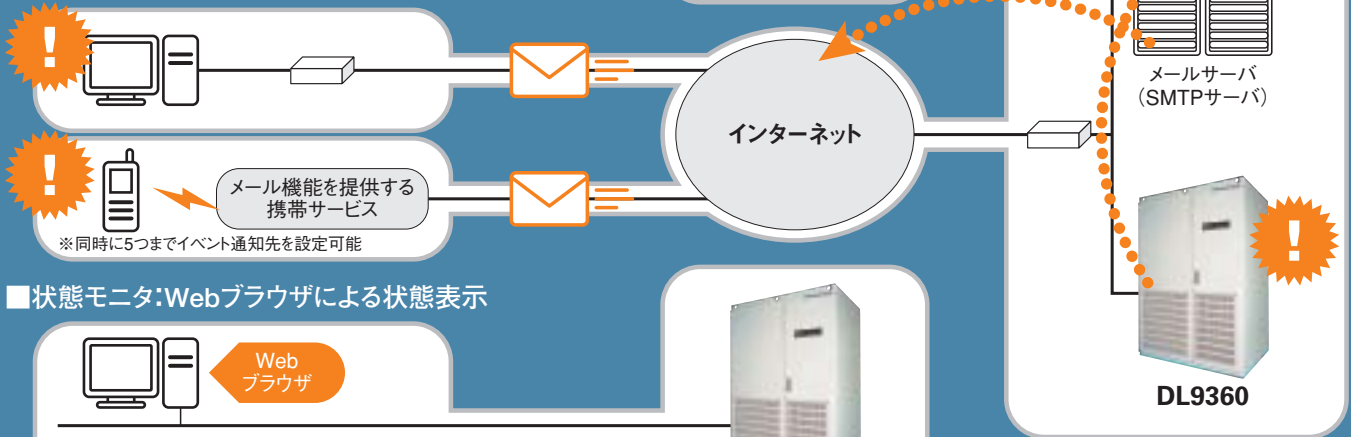 メールサーバ
（SMTPサーバ）
インターネット
メール機能を提供する
携帯サービス
※同時に5つまでイベント通知先を設定可能
DL9360
■状態モニタ：Webブラウザによる状態表示
Web
ブラウザ